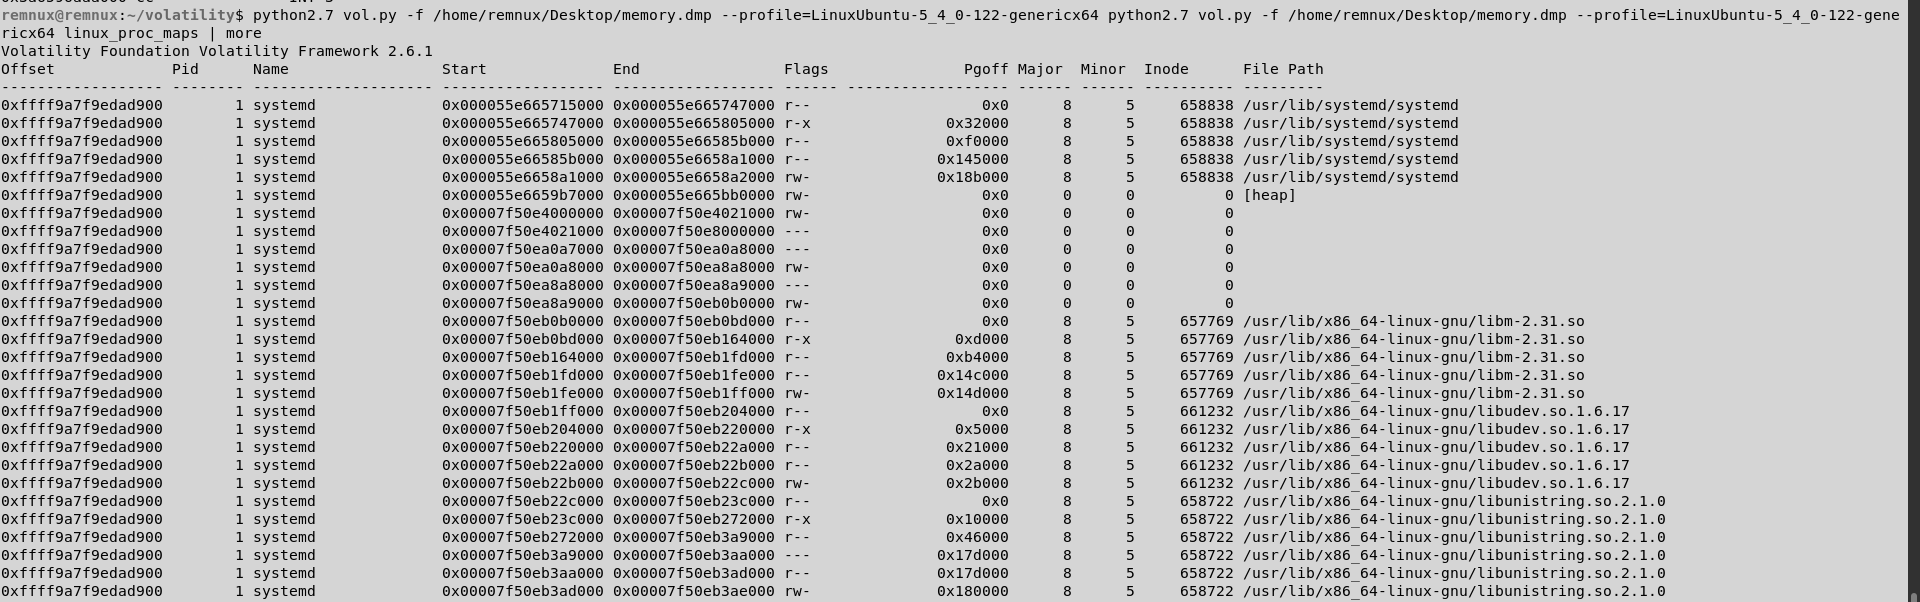 remnux@remnux:~/volatility$ python2.7 vol.py -f /home/remnux/Desktop/memory.dmp --profile=LinuxUbuntu-5_4_0-122-genericx64 python2.7 vol.py -f /home/remnux/Desktop/memory.dmp --profile=LinuxUbuntu-5_4_0-122-gene
ricx64 linux_proc_maps | more
Volatility Foundation Volatility Framework 2.6.1
Offset             Pid      Name                 Start              End                Flags               Pgoff Major  Minor  Inode      File Path
------------------ -------- -------------------- ------------------ ------------------ ------ ------------------ ------ ------ ---------- ---------
0xffff9a7f9edad900        1 systemd              0x000055e665715000 0x000055e665747000 r--                   0x0      8      5     658838 /usr/lib/systemd/systemd
0xffff9a7f9edad900        1 systemd              0x000055e665747000 0x000055e665805000 r-x               0x32000      8      5     658838 /usr/lib/systemd/systemd
0xffff9a7f9edad900        1 systemd              0x000055e665805000 0x000055e66585b000 r--               0xf0000      8      5     658838 /usr/lib/systemd/systemd
0xffff9a7f9edad900        1 systemd              0x000055e66585b000 0x000055e6658a1000 r--              0x145000      8      5     658838 /usr/lib/systemd/systemd
0xffff9a7f9edad900        1 systemd              0x000055e6658a1000 0x000055e6658a2000 rw-              0x18b000      8      5     658838 /usr/lib/systemd/systemd
0xffff9a7f9edad900        1 systemd              0x000055e6659b7000 0x000055e665bb0000 rw-                   0x0      0      0          0 [heap]
0xffff9a7f9edad900        1 systemd              0x00007f50e4000000 0x00007f50e4021000 rw-                   0x0      0      0          0
0xffff9a7f9edad900        1 systemd              0x00007f50e4021000 0x00007f50e8000000 ---                   0x0      0      0          0
0xffff9a7f9edad900        1 systemd              0x00007f50ea0a7000 0x00007f50ea0a8000 ---                   0x0      0      0          0
0xffff9a7f9edad900        1 systemd              0x00007f50ea0a8000 0x00007f50ea8a8000 rw-                   0x0      0      0          0
0xffff9a7f9edad900        1 systemd              0x00007f50ea8a8000 0x00007f50ea8a9000 ---                   0x0      0      0          0
0xffff9a7f9edad900        1 systemd              0x00007f50ea8a9000 0x00007f50eb0b0000 rw-                   0x0      0      0          0
0xffff9a7f9edad900        1 systemd              0x00007f50eb0b0000 0x00007f50eb0bd000 r--                   0x0      8      5     657769 /usr/lib/x86_64-linux-gnu/libm-2.31.so
0xffff9a7f9edad900        1 systemd              0x00007f50eb0bd000 0x00007f50eb164000 r-x                0xd000      8      5     657769 /usr/lib/x86_64-linux-gnu/libm-2.31.so
0xffff9a7f9edad900        1 systemd              0x00007f50eb164000 0x00007f50eb1fd000 r--               0xb4000      8      5     657769 /usr/lib/x86_64-linux-gnu/libm-2.31.so
0xffff9a7f9edad900        1 systemd              0x00007f50eb1fd000 0x00007f50eb1fe000 r--              0x14c000      8      5     657769 /usr/lib/x86_64-linux-gnu/libm-2.31.so
0xffff9a7f9edad900        1 systemd              0x00007f50eb1fe000 0x00007f50eb1ff000 rw-              0x14d000      8      5     657769 /usr/lib/x86_64-linux-gnu/libm-2.31.so
0xffff9a7f9edad900        1 systemd              0x00007f50eb1ff000 0x00007f50eb204000 r--                   0x0      8      5     661232 /usr/lib/x86_64-linux-gnu/libudev.so.1.6.17
0xffff9a7f9edad900        1 systemd              0x00007f50eb204000 0x00007f50eb220000 r-x                0x5000      8      5     661232 /usr/lib/x86_64-linux-gnu/libudev.so.1.6.17
0xffff9a7f9edad900        1 systemd              0x00007f50eb220000 0x00007f50eb22a000 r--               0x21000      8      5     661232 /usr/lib/x86_64-linux-gnu/libudev.so.1.6.17
0xffff9a7f9edad900        1 systemd              0x00007f50eb22a000 0x00007f50eb22b000 r--               0x2a000      8      5     661232 /usr/lib/x86_64-linux-gnu/libudev.so.1.6.17
0xffff9a7f9edad900        1 systemd              0x00007f50eb22b000 0x00007f50eb22c000 rw-               0x2b000      8      5     661232 /usr/lib/x86_64-linux-gnu/libudev.so.1.6.17
0xffff9a7f9edad900        1 systemd              0x00007f50eb22c000 0x00007f50eb23c000 r--                   0x0      8      5     658722 /usr/lib/x86_64-linux-gnu/libunistring.so.2.1.0
0xffff9a7f9edad900        1 systemd              0x00007f50eb23c000 0x00007f50eb272000 r-x               0x10000      8      5     658722 /usr/lib/x86_64-linux-gnu/libunistring.so.2.1.0
0xffff9a7f9edad900        1 systemd              0x00007f50eb272000 0x00007f50eb3a9000 r--               0x46000      8      5     658722 /usr/lib/x86_64-linux-gnu/libunistring.so.2.1.0
0xffff9a7f9edad900        1 systemd              0x00007f50eb3a9000 0x00007f50eb3aa000 ---              0x17d000      8      5     658722 /usr/lib/x86_64-linux-gnu/libunistring.so.2.1.0
0xffff9a7f9edad900        1 systemd              0x00007f50eb3aa000 0x00007f50eb3ad000 r--              0x17d000      8      5     658722 /usr/lib/x86_64-linux-gnu/libunistring.so.2.1.0
0xffff9a7f9edad900        1 systemd              0x00007f50eb3ad000 0x00007f50eb3ae000 rw-              0x180000      8      5     658722 /usr/lib/x86_64-linux-gnu/libunistring.so.2.1.0